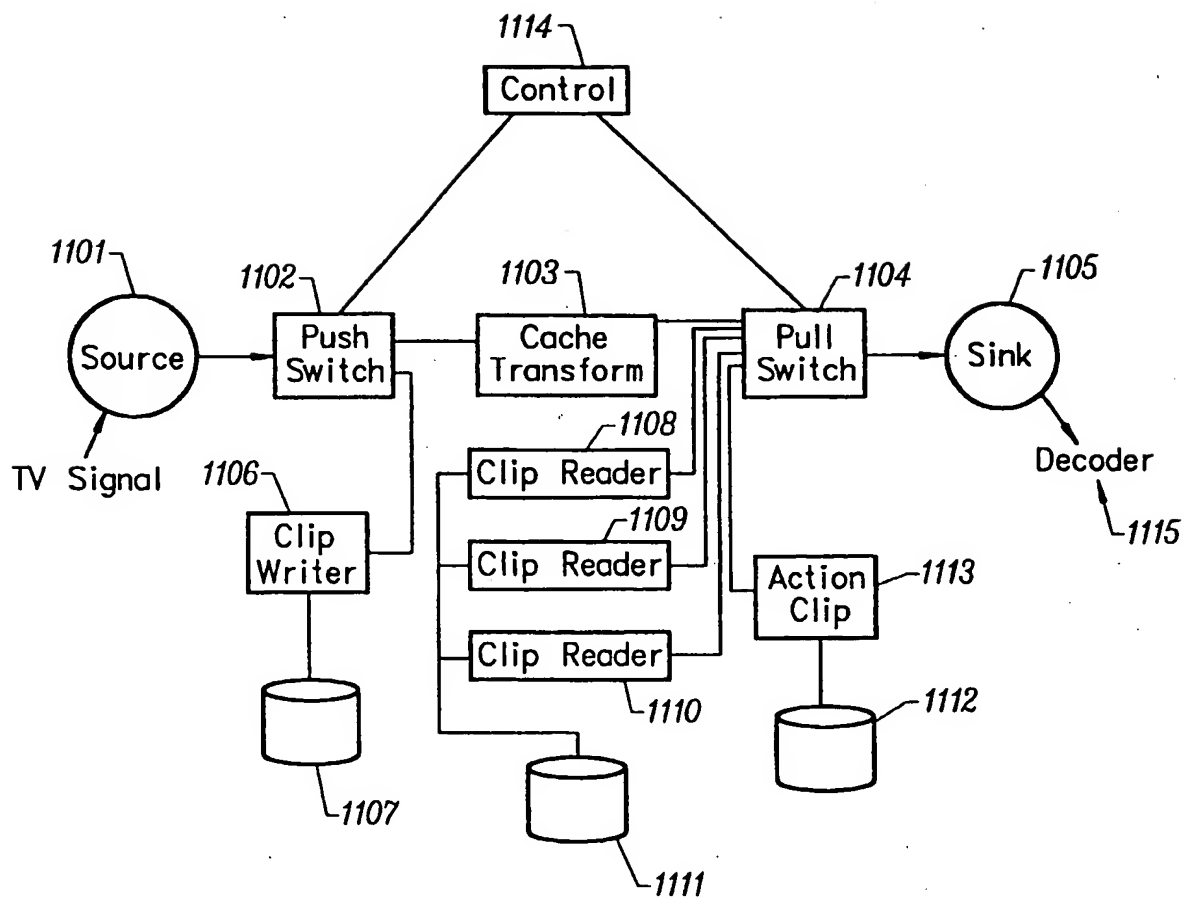 1114
Control
1101
1102
1103
1104
1105
Source
Push
Switch
Cache
Transform
Pull
Switch
Sink
TV Signal
1106
1108
Clip Reader
Decoder
1115
Clip
Writer
1109
Clip Reader
Action
Clip
1113
Clip Reader
1110
1112
1107
1111